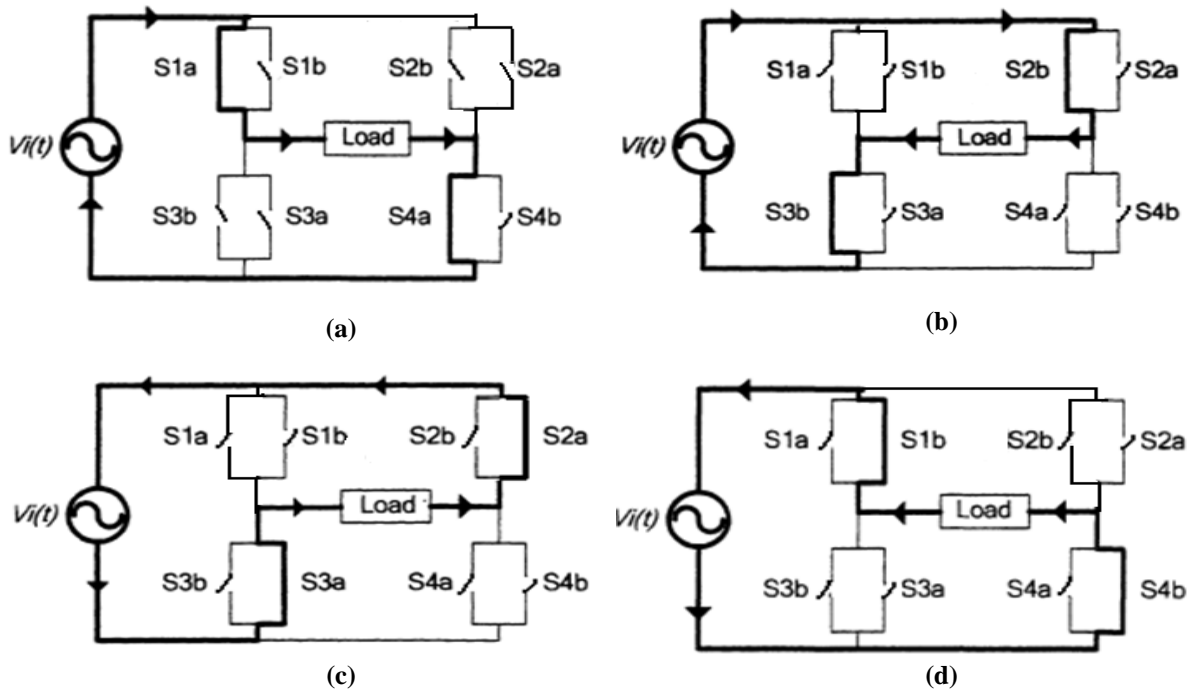 S1a S1b S2b S2a
Vi(t) Load
S3b S3a S4a S4b
(a)
S1a S1b S2b S2a
Vi(t) Load
S3b S3a S4a S4b
(b)
S1a S1b S2b S2a
Vi(t) Load
S3b S3a S4a S4b
(c)
S1a S1b S2b S2a
Vi(t) Load
S3b S3a S4a S4b
(d)